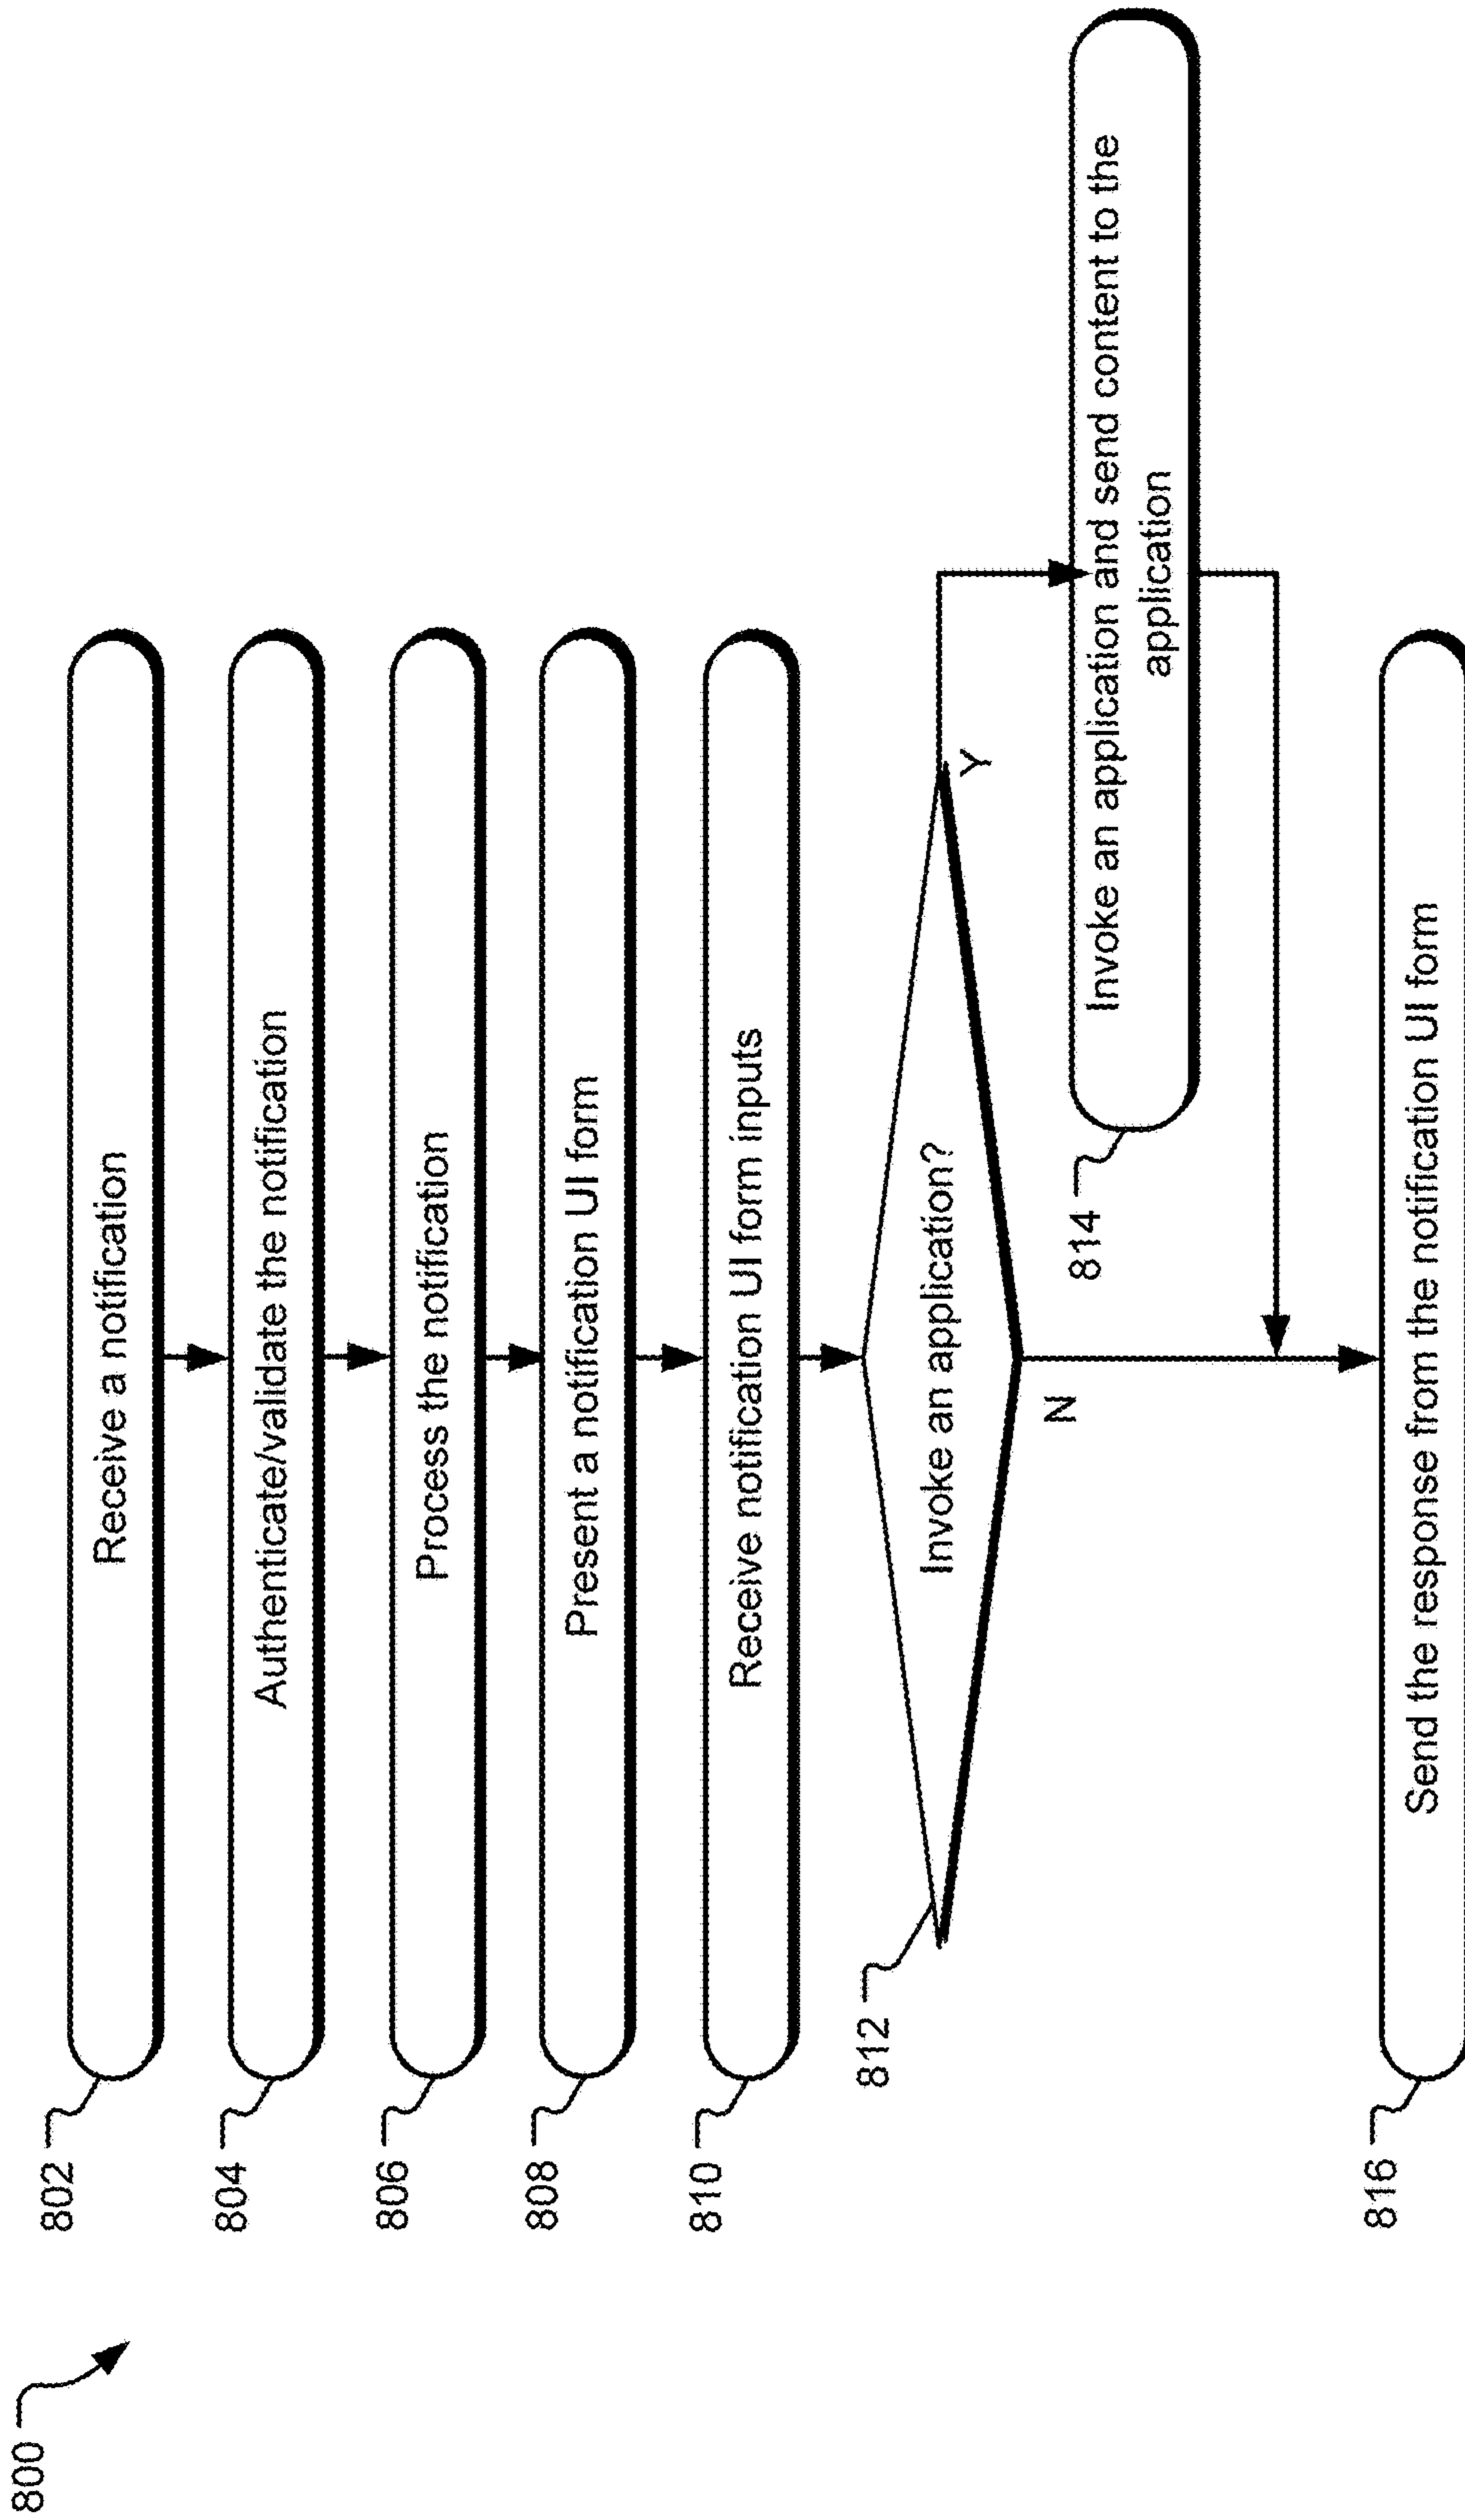 800
802
Receive a notification
804
Authenticate/validate the notification
806
Process the notification
808
Present a notification UI form
810
Receive notification UI form inputs
812
Invoke an application?
Y
N
814
Invoke an application and send content to the
application
816
Send the response from the notification UI form